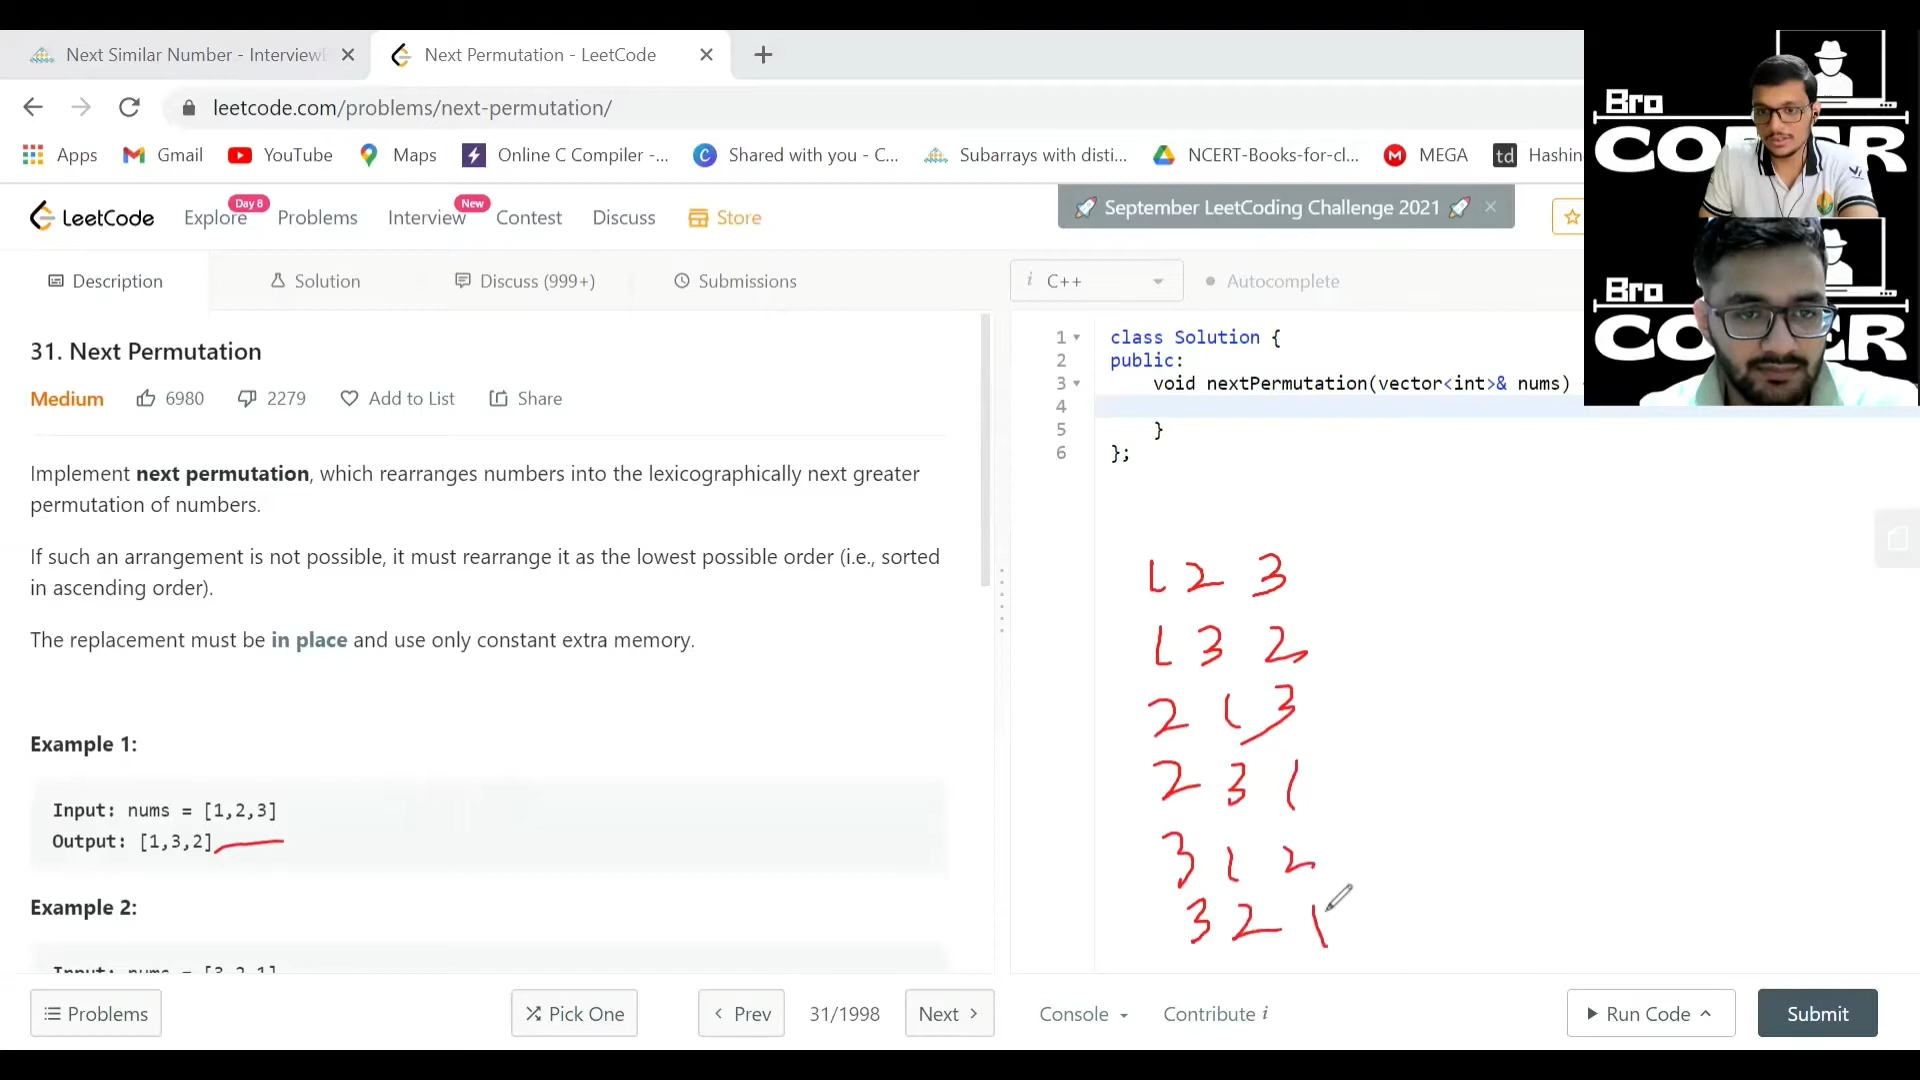 Next Similar Number - InterviewB
Next Permutation - LeetCode
leetcode.com/problems/next-permutation/
Apps Gmail YouTube Maps Online C Compiler -... Shared with you - C... Subarrays with disti... NCERT-Books-for-cl... MEGA td Hashin
LeetCode Explore Day 8 Problems Interview New Contest Discuss Store
September LeetCoding Challenge 2021
Bro
CODER
Bro
CODER
Description Solution Discuss (999+) Submissions
i C++ Autocomplete
31. Next Permutation
Medium 6980 2279 Add to List Share
Implement next permutation, which rearranges numbers into the lexicographically next greater
permutation of numbers.
If such an arrangement is not possible, it must rearrange it as the lowest possible order (i.e., sorted
in ascending order).
The replacement must be in place and use only constant extra memory.
Example 1:
Input: nums = [1,2,3]
Output: [1,3,2]
Example 2:
Input: nums = [3,2,1]
1 class Solution {
2 public:
3 void nextPermutation(vector<int>& nums)
4
5 }
6 };
1 2 3
1 3 2
2 1 3
2 3 1
3 1 2
3 2 1
Problems Pick One Prev 31/1998 Next Console Contribute i Run Code Submit